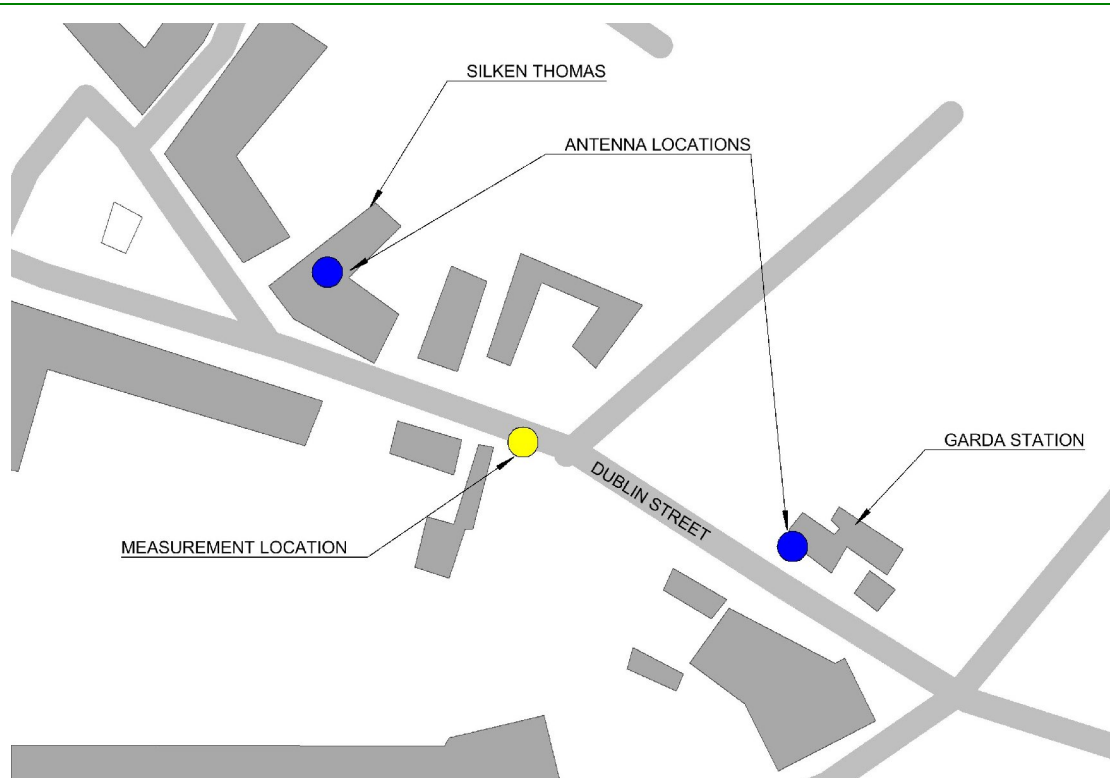 SILKEN THOMAS
ANTENNA LOCATIONS
GARDA STATION
DUBLIN STREET
MEASUREMENT LOCATION